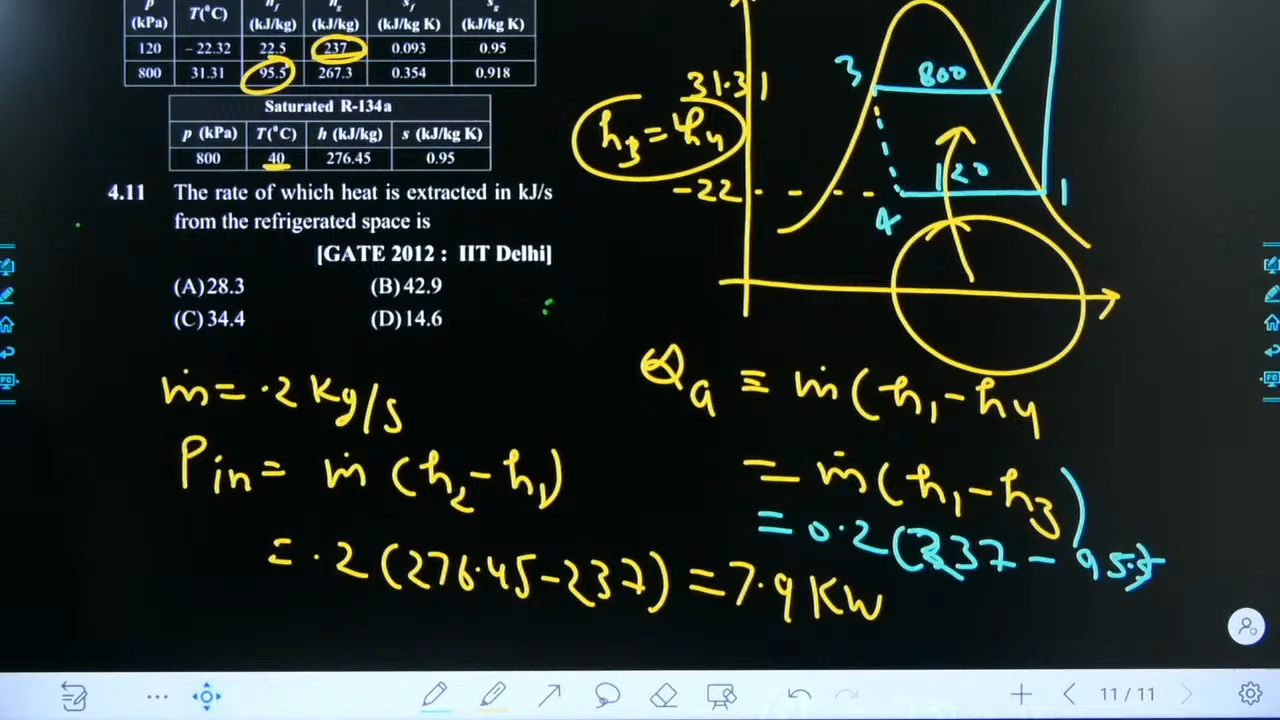 p T(°C) hf hg sf sg
(kPa) (kJ/kg) (kJ/kg) (kJ/kg K) (kJ/kg K)
120 – 22.32 22.5 237 0.093 0.95
800 31.31 95.5 267.3 0.354 0.918
Saturated R-134a
p (kPa) T(°C) h (kJ/kg) s (kJ/kg K)
800 40 276.45 0.95
4.11 The rate of which heat is extracted in kJ/s
from the refrigerated space is
[GATE 2012 : IIT Delhi]
(A) 28.3 (B) 42.9
(C) 34.4 (D) 14.6
3 800
31.31
h3 = h4
120
-22
4 1
ṁ = .2 Kg/s
Pin = ṁ (h2 - h1)
= .2 (276.45 - 237) = 7.9 KW
Qa = ṁ (h1 - h4
= ṁ (h1 - h3)
= 0.2 (237 - 95.5)
11 / 11